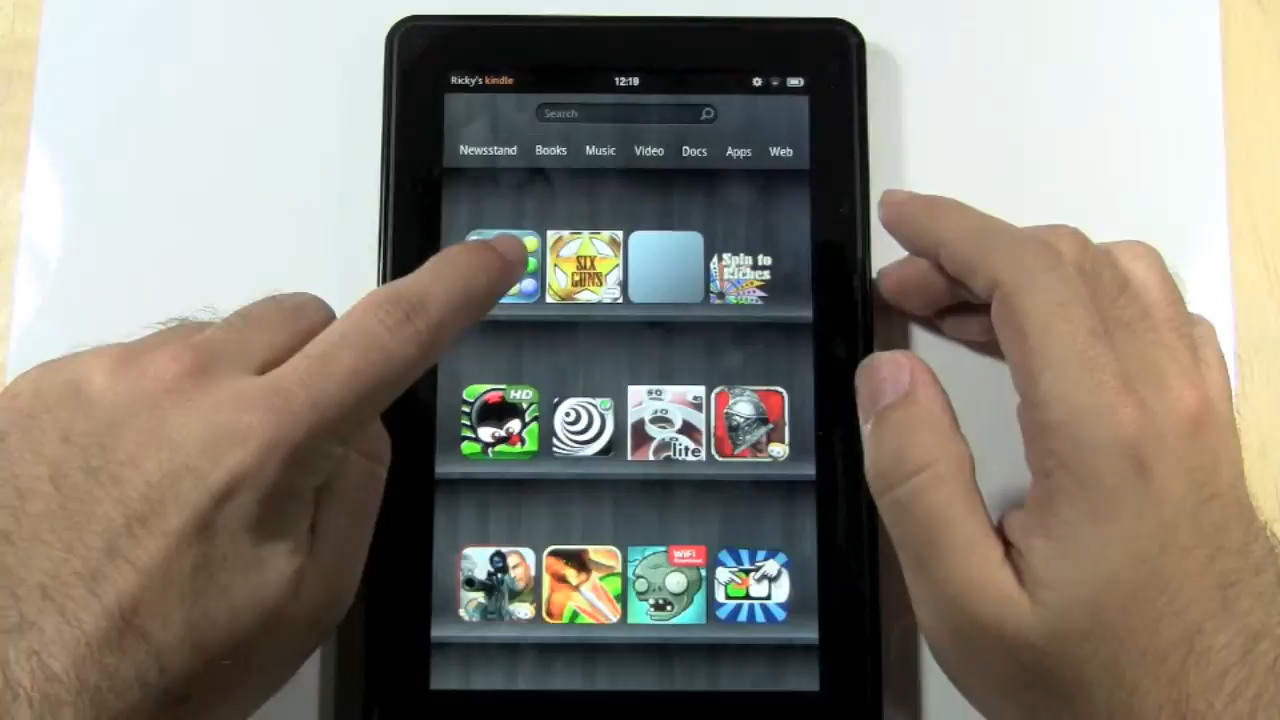 Ricky's kindle 12:19
Search
Newsstand Books Music Video Docs Apps Web
SIX GUNS
Spin to Riches
HD
lite
WiFi